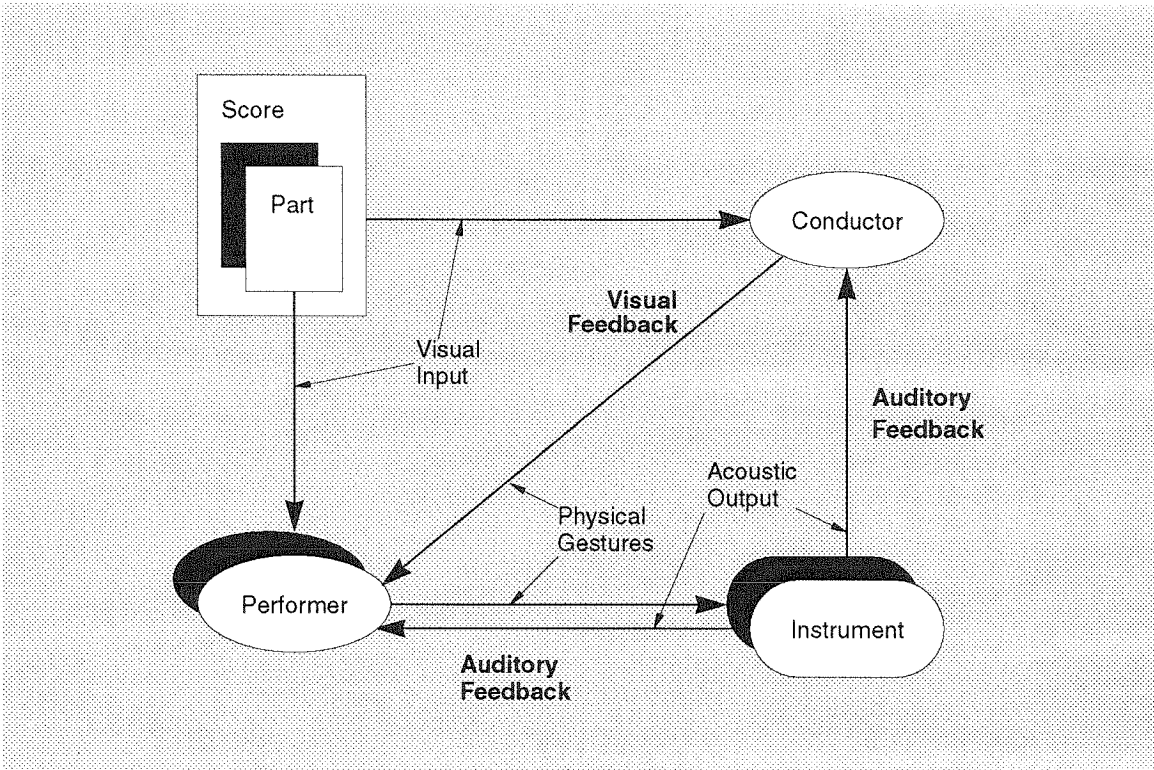 Score
Part
Conductor
Visual
Feedback
Visual
Input
Auditory
Feedback
Acoustic
Output
Physical
Gestures
Performer
Instrument
Auditory
Feedback